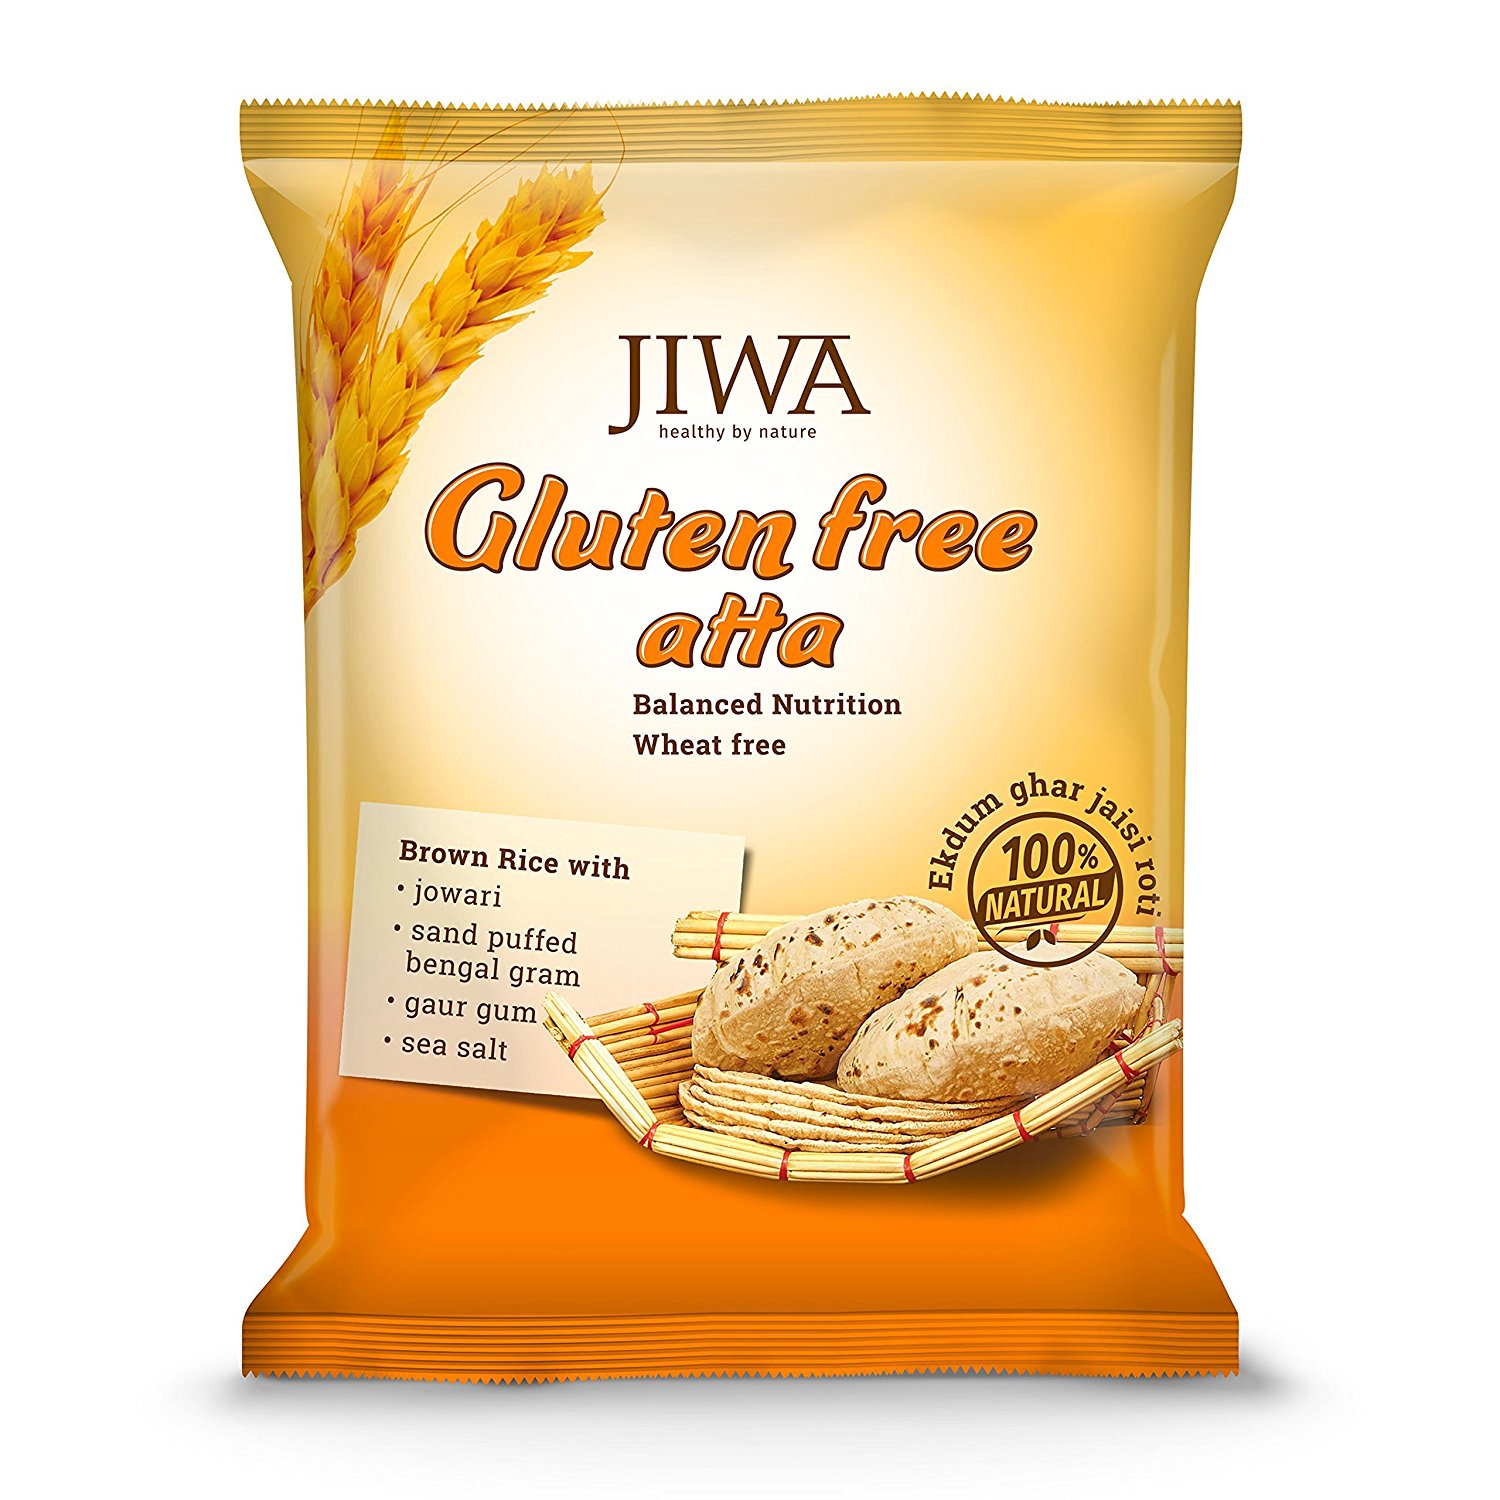 JIWA
healthy by nature
Gluten free
atta
Balanced Nutrition
Wheat free
Brown Rice with
• jowari
• sand puffed
bengal gram
• gaur gum
• sea salt
Ekdum ghar jaisi roti
100%
NATURAL